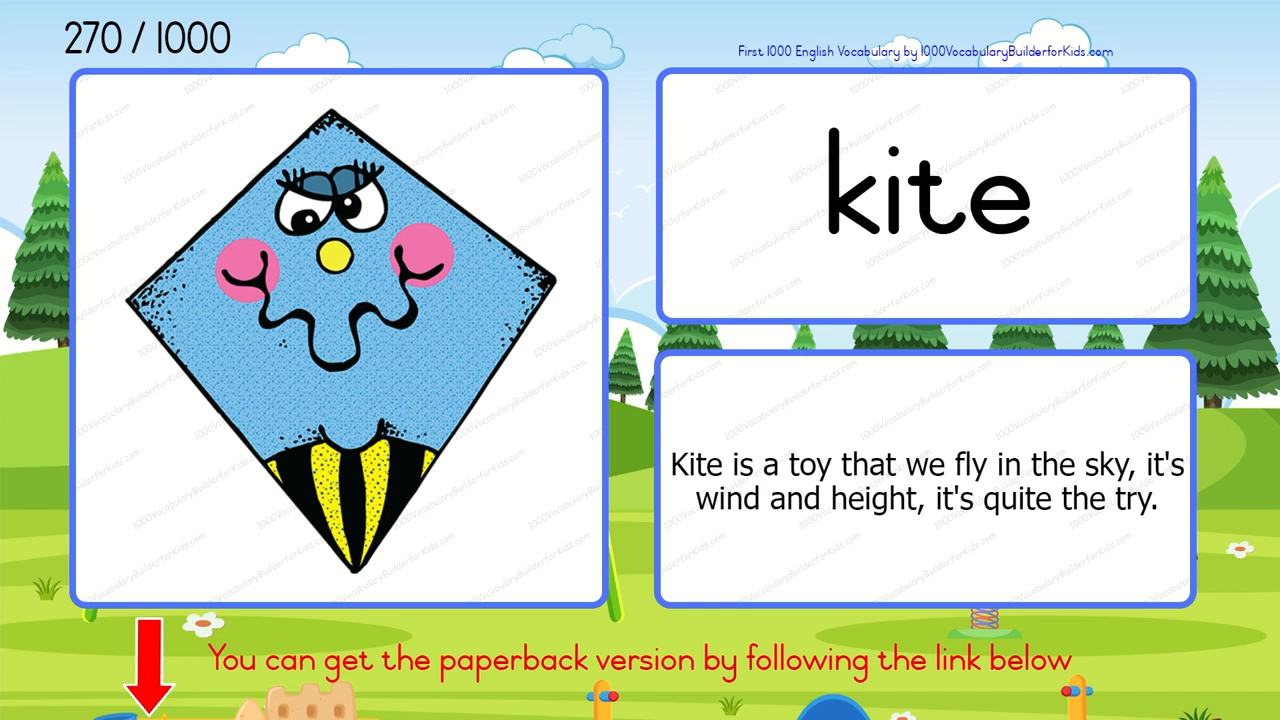 270 / 1000
First 1000 English Vocabulary by 1000VocabularyBuilderforKids.com
kite
Kite is a toy that we fly in the sky, it's
wind and height, it's quite the try.
You can get the paperback version by following the link below
1000VocabularyBuilderforKids.com